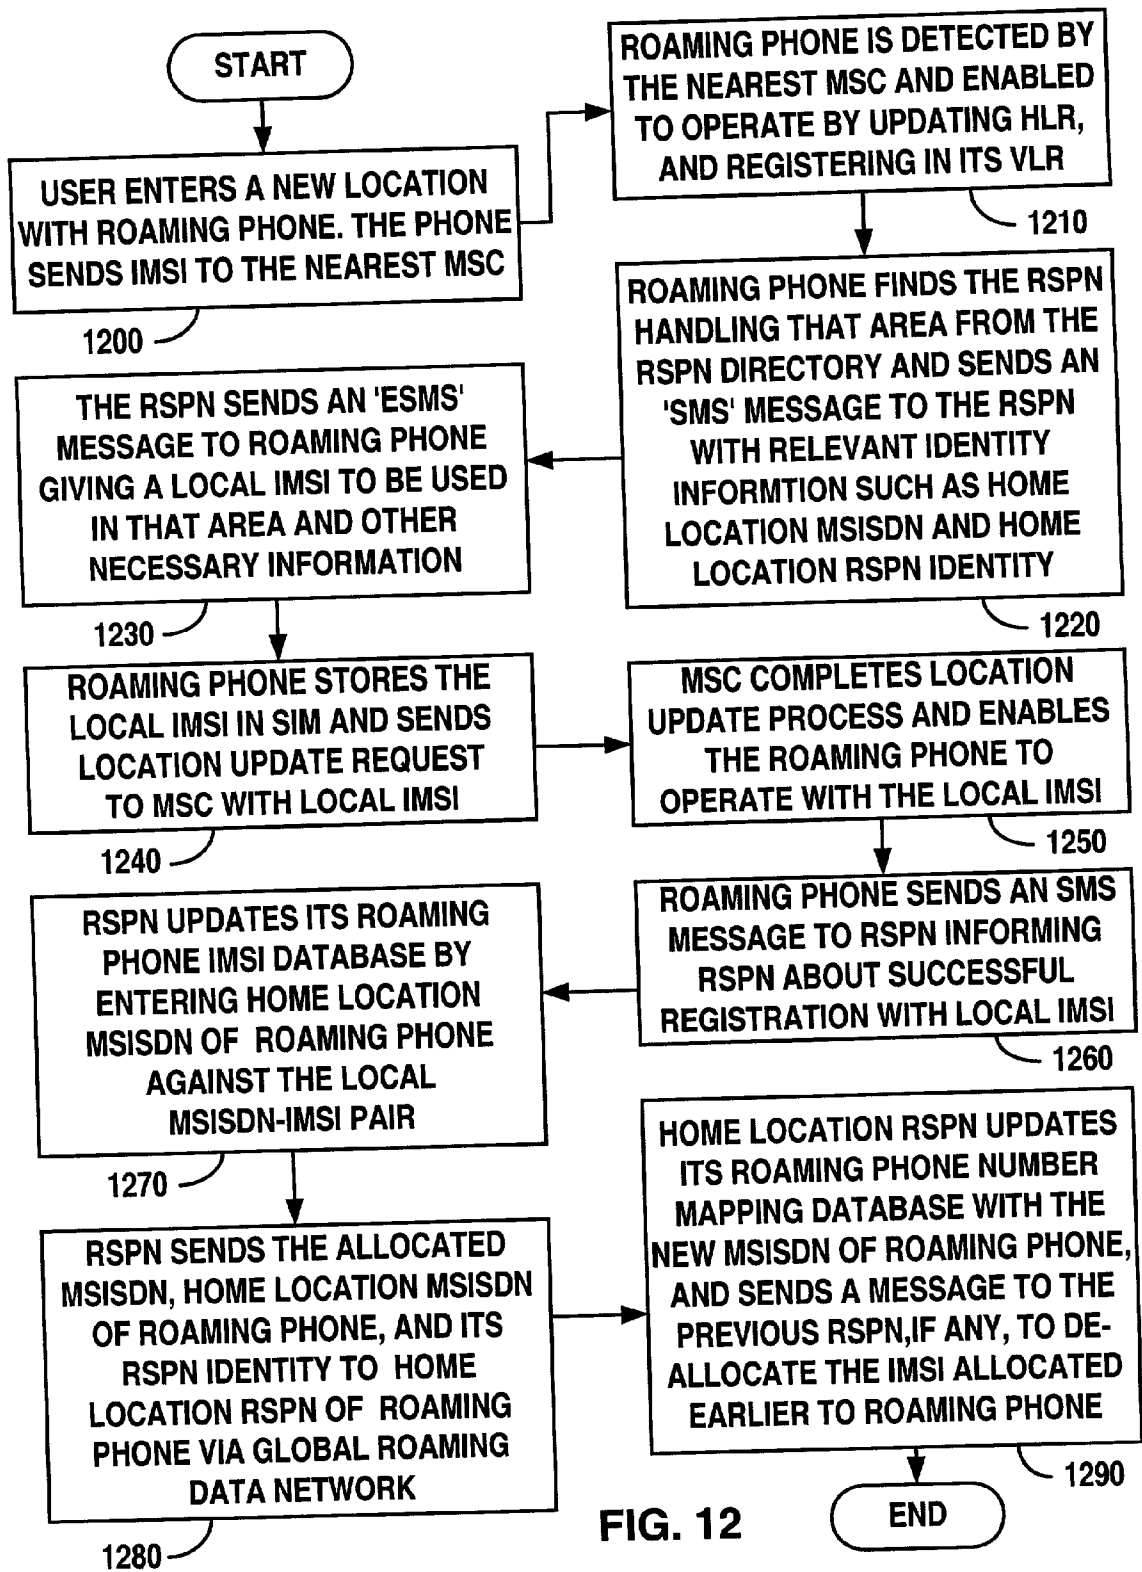 START
USER ENTERS A NEW LOCATION
WITH ROAMING PHONE. THE PHONE
SENDS IMSI TO THE NEAREST MSC
1200
ROAMING PHONE IS DETECTED BY
THE NEAREST MSC AND ENABLED
TO OPERATE BY UPDATING HLR,
AND REGISTERING IN ITS VLR
1210
ROAMING PHONE FINDS THE RSPN
HANDLING THAT AREA FROM THE
RSPN DIRECTORY AND SENDS AN
'SMS' MESSAGE TO THE RSPN
WITH RELEVANT IDENTITY
INFORMTION SUCH AS HOME
LOCATION MSISDN AND HOME
LOCATION RSPN IDENTITY
1220
THE RSPN SENDS AN 'ESMS'
MESSAGE TO ROAMING PHONE
GIVING A LOCAL IMSI TO BE USED
IN THAT AREA AND OTHER
NECESSARY INFORMATION
1230
ROAMING PHONE STORES THE
LOCAL IMSI IN SIM AND SENDS
LOCATION UPDATE REQUEST
TO MSC WITH LOCAL IMSI
1240
MSC COMPLETES LOCATION
UPDATE PROCESS AND ENABLES
THE ROAMING PHONE TO
OPERATE WITH THE LOCAL IMSI
1250
ROAMING PHONE SENDS AN SMS
MESSAGE TO RSPN INFORMING
RSPN ABOUT SUCCESSFUL
REGISTRATION WITH LOCAL IMSI
1260
RSPN UPDATES ITS ROAMING
PHONE IMSI DATABASE BY
ENTERING HOME LOCATION
MSISDN OF ROAMING PHONE
AGAINST THE LOCAL
MSISDN-IMSI PAIR
1270
RSPN SENDS THE ALLOCATED
MSISDN, HOME LOCATION MSISDN
OF ROAMING PHONE, AND ITS
RSPN IDENTITY TO HOME
LOCATION RSPN OF ROAMING
PHONE VIA GLOBAL ROAMING
DATA NETWORK
1280
HOME LOCATION RSPN UPDATES
ITS ROAMING PHONE NUMBER
MAPPING DATABASE WITH THE
NEW MSISDN OF ROAMING PHONE,
AND SENDS A MESSAGE TO THE
PREVIOUS RSPN,IF ANY, TO DE-
ALLOCATE THE IMSI ALLOCATED
EARLIER TO ROAMING PHONE
1290
END
FIG. 12